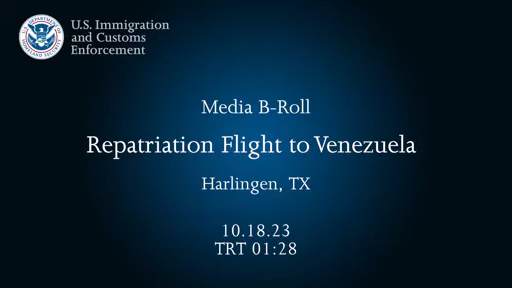 U.S. Immigration
and Customs
Enforcement
Media B-Roll
Repatriation Flight to Venezuela
Harlingen, TX
10.18.23
TRT 01:28